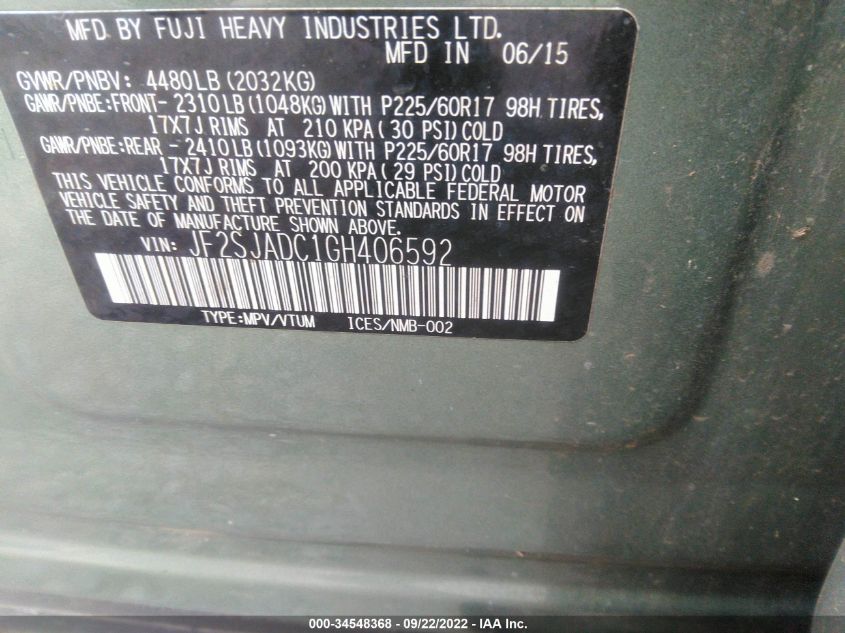 MFD BY FUJI HEAVY INDUSTRIES LTD.
MFD IN 06/15
GVWR/PNBV: 4480LB(2032KG)
GAWR/PNBE:FRONT- 2310LB(1048KG)WITH P225/60R17 98H TIRES,
17X7J RIMS AT 210 KPA( 30 PSI)COLD
GAWR/PNBE:REAR - 2410LB(1093KG)WITH P225/60R17 98H TIRES,
17X7J RIMS AT 200 KPA( 29 PSI)COLD
THIS VEHICLE CONFORMS TO ALL APPLICABLE FEDERAL MOTOR
VEHICLE SAFETY AND THEFT PREVENTION STANDARDS IN EFFECT ON
THE DATE OF MANUFACTURE SHOWN ABOVE.
VIN: JF2SJADC1GH406592
TYPE:MPV/VTUM ICES/NMB-002
000-34548368 - 09/22/2022 - IAA Inc.